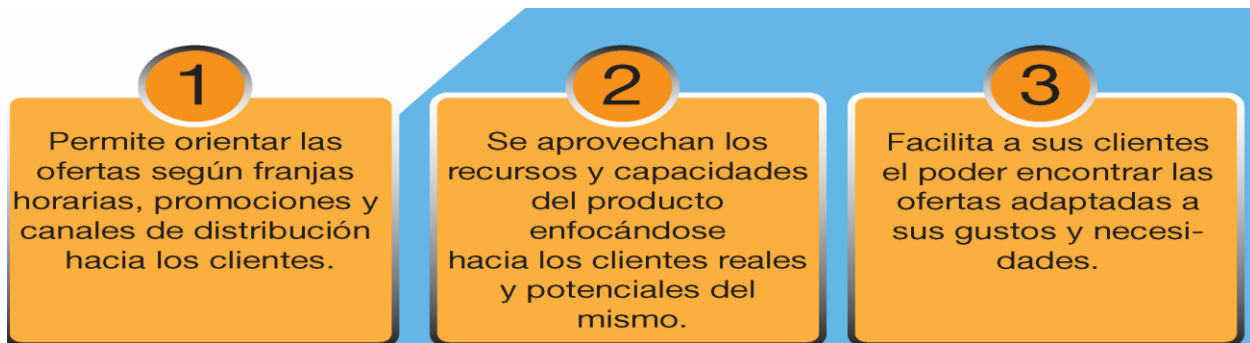 1
Permite orientar las
ofertas según franjas
horarias, promociones y
canales de distribución
hacia los clientes.
2
Se aprovechan los
recursos y capacidades
del producto
enfocándose
hacia los clientes reales
y potenciales del
mismo.
3
Facilita a sus clientes
el poder encontrar las
ofertas adaptadas a
sus gustos y necesi-
dades.